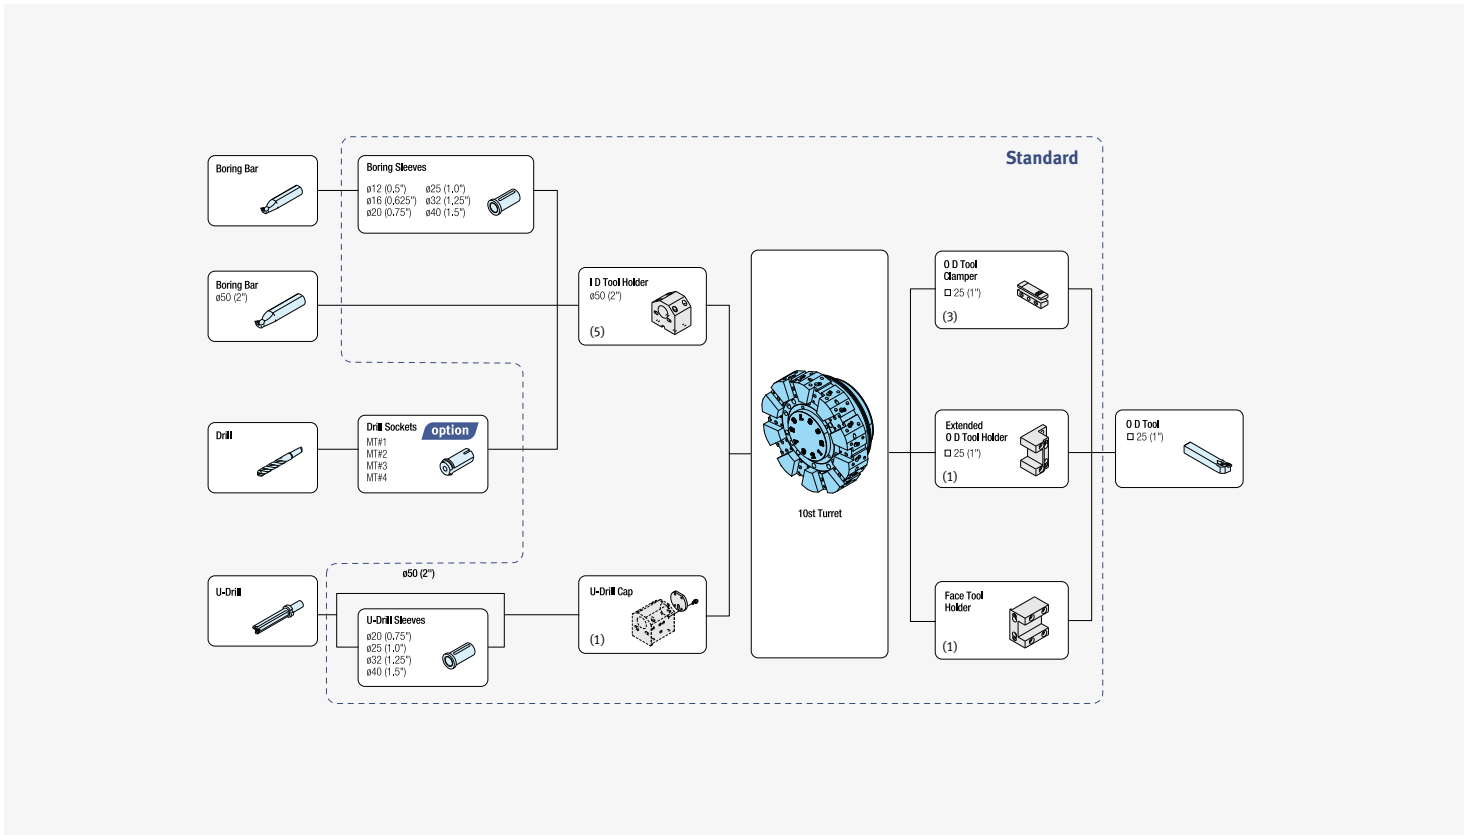 Standard
Boring Bar
Boring Sleeves
ø12 (0.5") ø25 (1.0")
ø16 (0.625") ø32 (1.25")
ø20 (0.75") ø40 (1.5")
Boring Bar
ø50 (2")
I D Tool Holder
ø50 (2")
(5)
Drill
Drill Sockets
option
MT#1
MT#2
MT#3
MT#4
U-Drill
ø50 (2")
U-Drill Sleeves
ø20 (0.75")
ø25 (1.0")
ø32 (1.25")
ø40 (1.5")
U-Drill Cap
(1)
10st Turret
O D Tool
Clamper
□ 25 (1")
(3)
Extended
O D Tool Holder
□ 25 (1")
(1)
Face Tool
Holder
(1)
O D Tool
□ 25 (1")